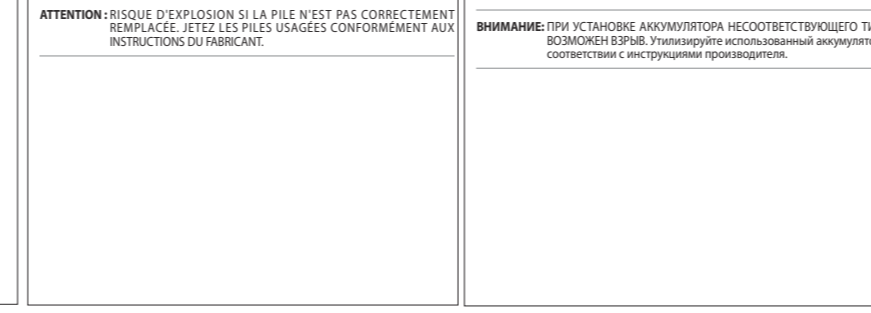 ATTENTION : RISQUE D'EXPLOSION SI LA PILE N'EST PAS CORRECTEMENT
REMPLACÉE. JETEZ LES PILES USAGÉES CONFORMÉMENT AUX
INSTRUCTIONS DU FABRICANT.
ВНИМАНИЕ: ПРИ УСТАНОВКЕ АККУМУЛЯТОРА НЕСООТВЕТСТВУЮЩЕГО
ВОЗМОЖЕН ВЗРЫВ. Утилизируйте использованный
соответствии с инструкциями производителя.